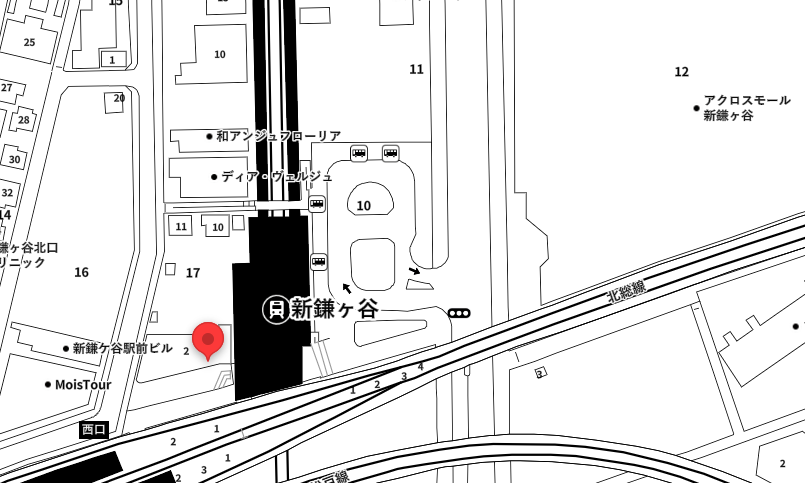 15
25
1
10
11
12
アクロスモール
新鎌ヶ谷
27
20
28
和アンジュフローリア
30
ディア・ヴェルジュ
32
10
14
11
10
鎌ヶ谷北口
リニック
16
17
北総線
新鎌ヶ谷
新鎌ケ谷駅前ビル
2
MoisTour
3
4
3
2
1
西口
1
2
1
3
2
2